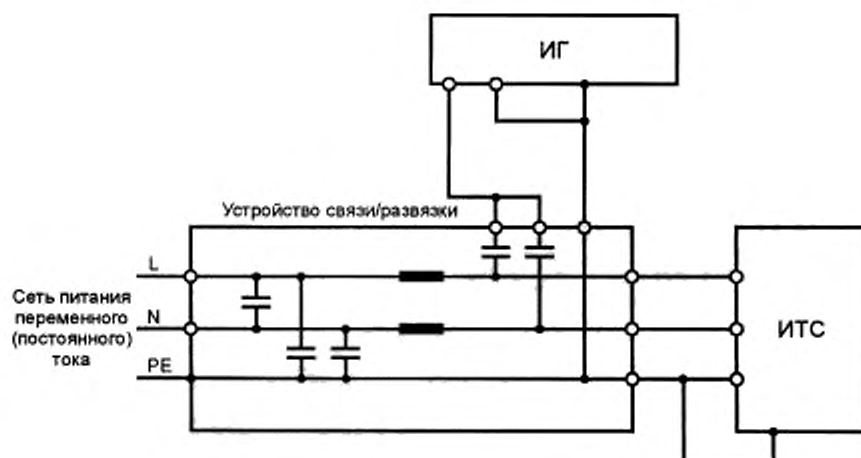 ИГ
Устройство связи/развязки
L
Сеть питания
переменного
(постоянного)
тока
N
PE
ИТС